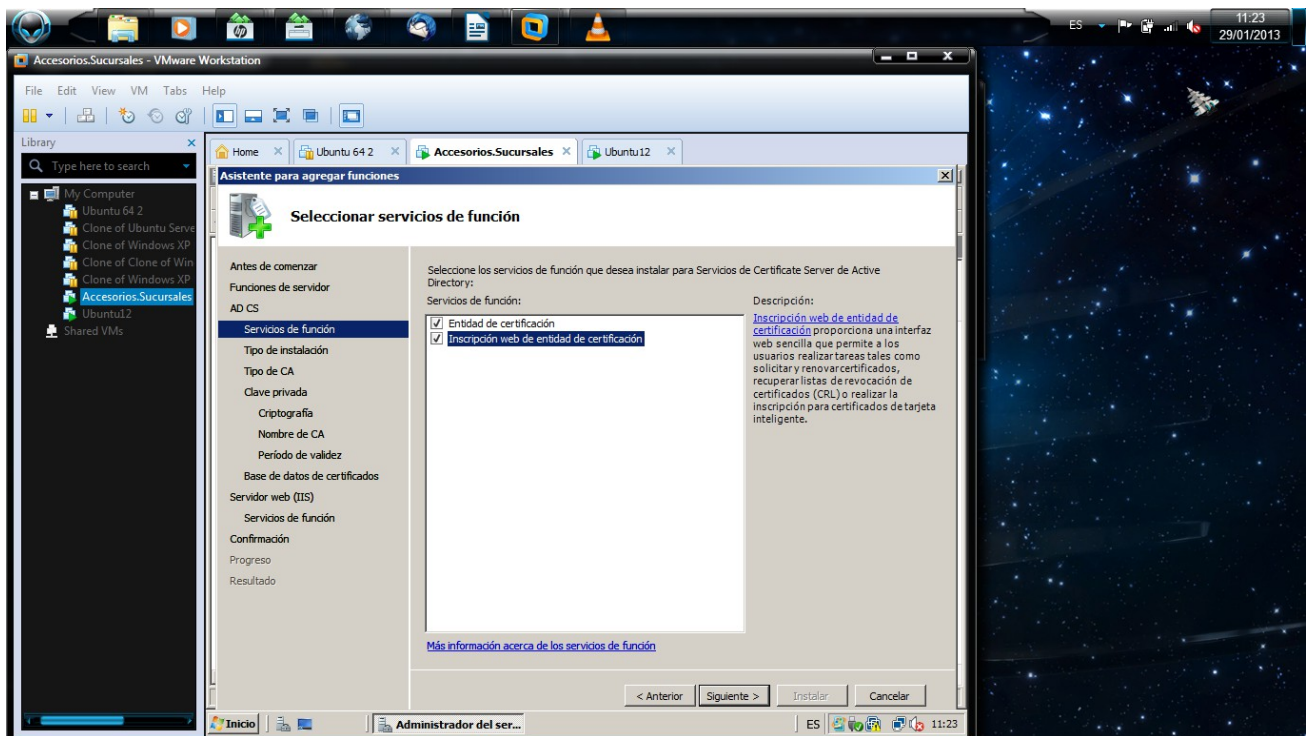 ES
11:23
29/01/2013
Accesorios.Sucursales - VMware Workstation
File Edit View VM Tabs Help
Library
Type here to search
My Computer
Ubuntu 64 2
Clone of Ubuntu Serve
Clone of Windows XP
Clone of Clone of Win
Clone of Windows XP
Accesorios.Sucursales
Ubuntu12
Shared VMs
Home
Ubuntu 64 2
Accesorios.Sucursales
Ubuntu12
Asistente para agregar funciones
Seleccionar servicios de función
Antes de comenzar
Funciones de servidor
AD CS
Servicios de función
Tipo de instalación
Tipo de CA
Clave privada
Criptografía
Nombre de CA
Período de validez
Base de datos de certificados
Servidor web (IIS)
Servicios de función
Confirmación
Progreso
Resultado
Seleccione los servicios de función que desea instalar para Servicios de Certificate Server de Active
Directory:
Servicios de función:
Entidad de certificación
Inscripción web de entidad de certificación
Descripción:
Inscripción web de entidad de
certificación proporciona una interfaz
web sencilla que permite a los
usuarios realizar tareas tales como
solicitar y renovar certificados,
recuperar listas de revocación de
certificados (CRL) o realizar la
inscripción para certificados de tarjeta
inteligente.
Más información acerca de los servicios de función
< Anterior
Siguiente >
Instalar
Cancelar
Inicio
Administrador del ser...
ES
11:23